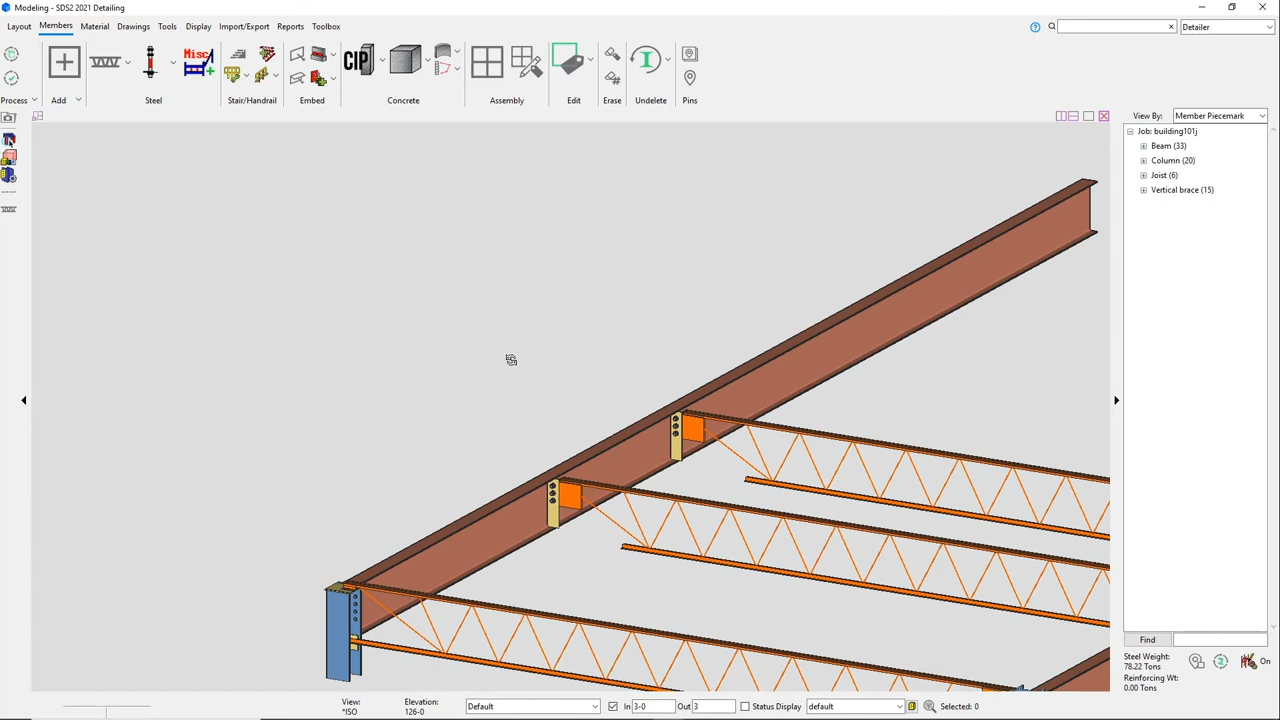 Modeling - SDS2 2021 Detailing
Layout Members Material Drawings Tools Display Import/Export Reports Toolbox
Detailer
Misc
CIP
Process Add Steel Stair/Handrail Embed Concrete Assembly Edit Erase Undelete Pins
View By: Member Piecemark
Job: building101j
Beam (33)
Column (20)
Joist (6)
Vertical brace (15)
Find
Steel Weight:
78.22 Tons
On
Reinforcing Wt:
0.00 Tons
View:
*ISO
Elevation:
126-0
Default
In 3-0 Out 3 Status Display default Selected: 0